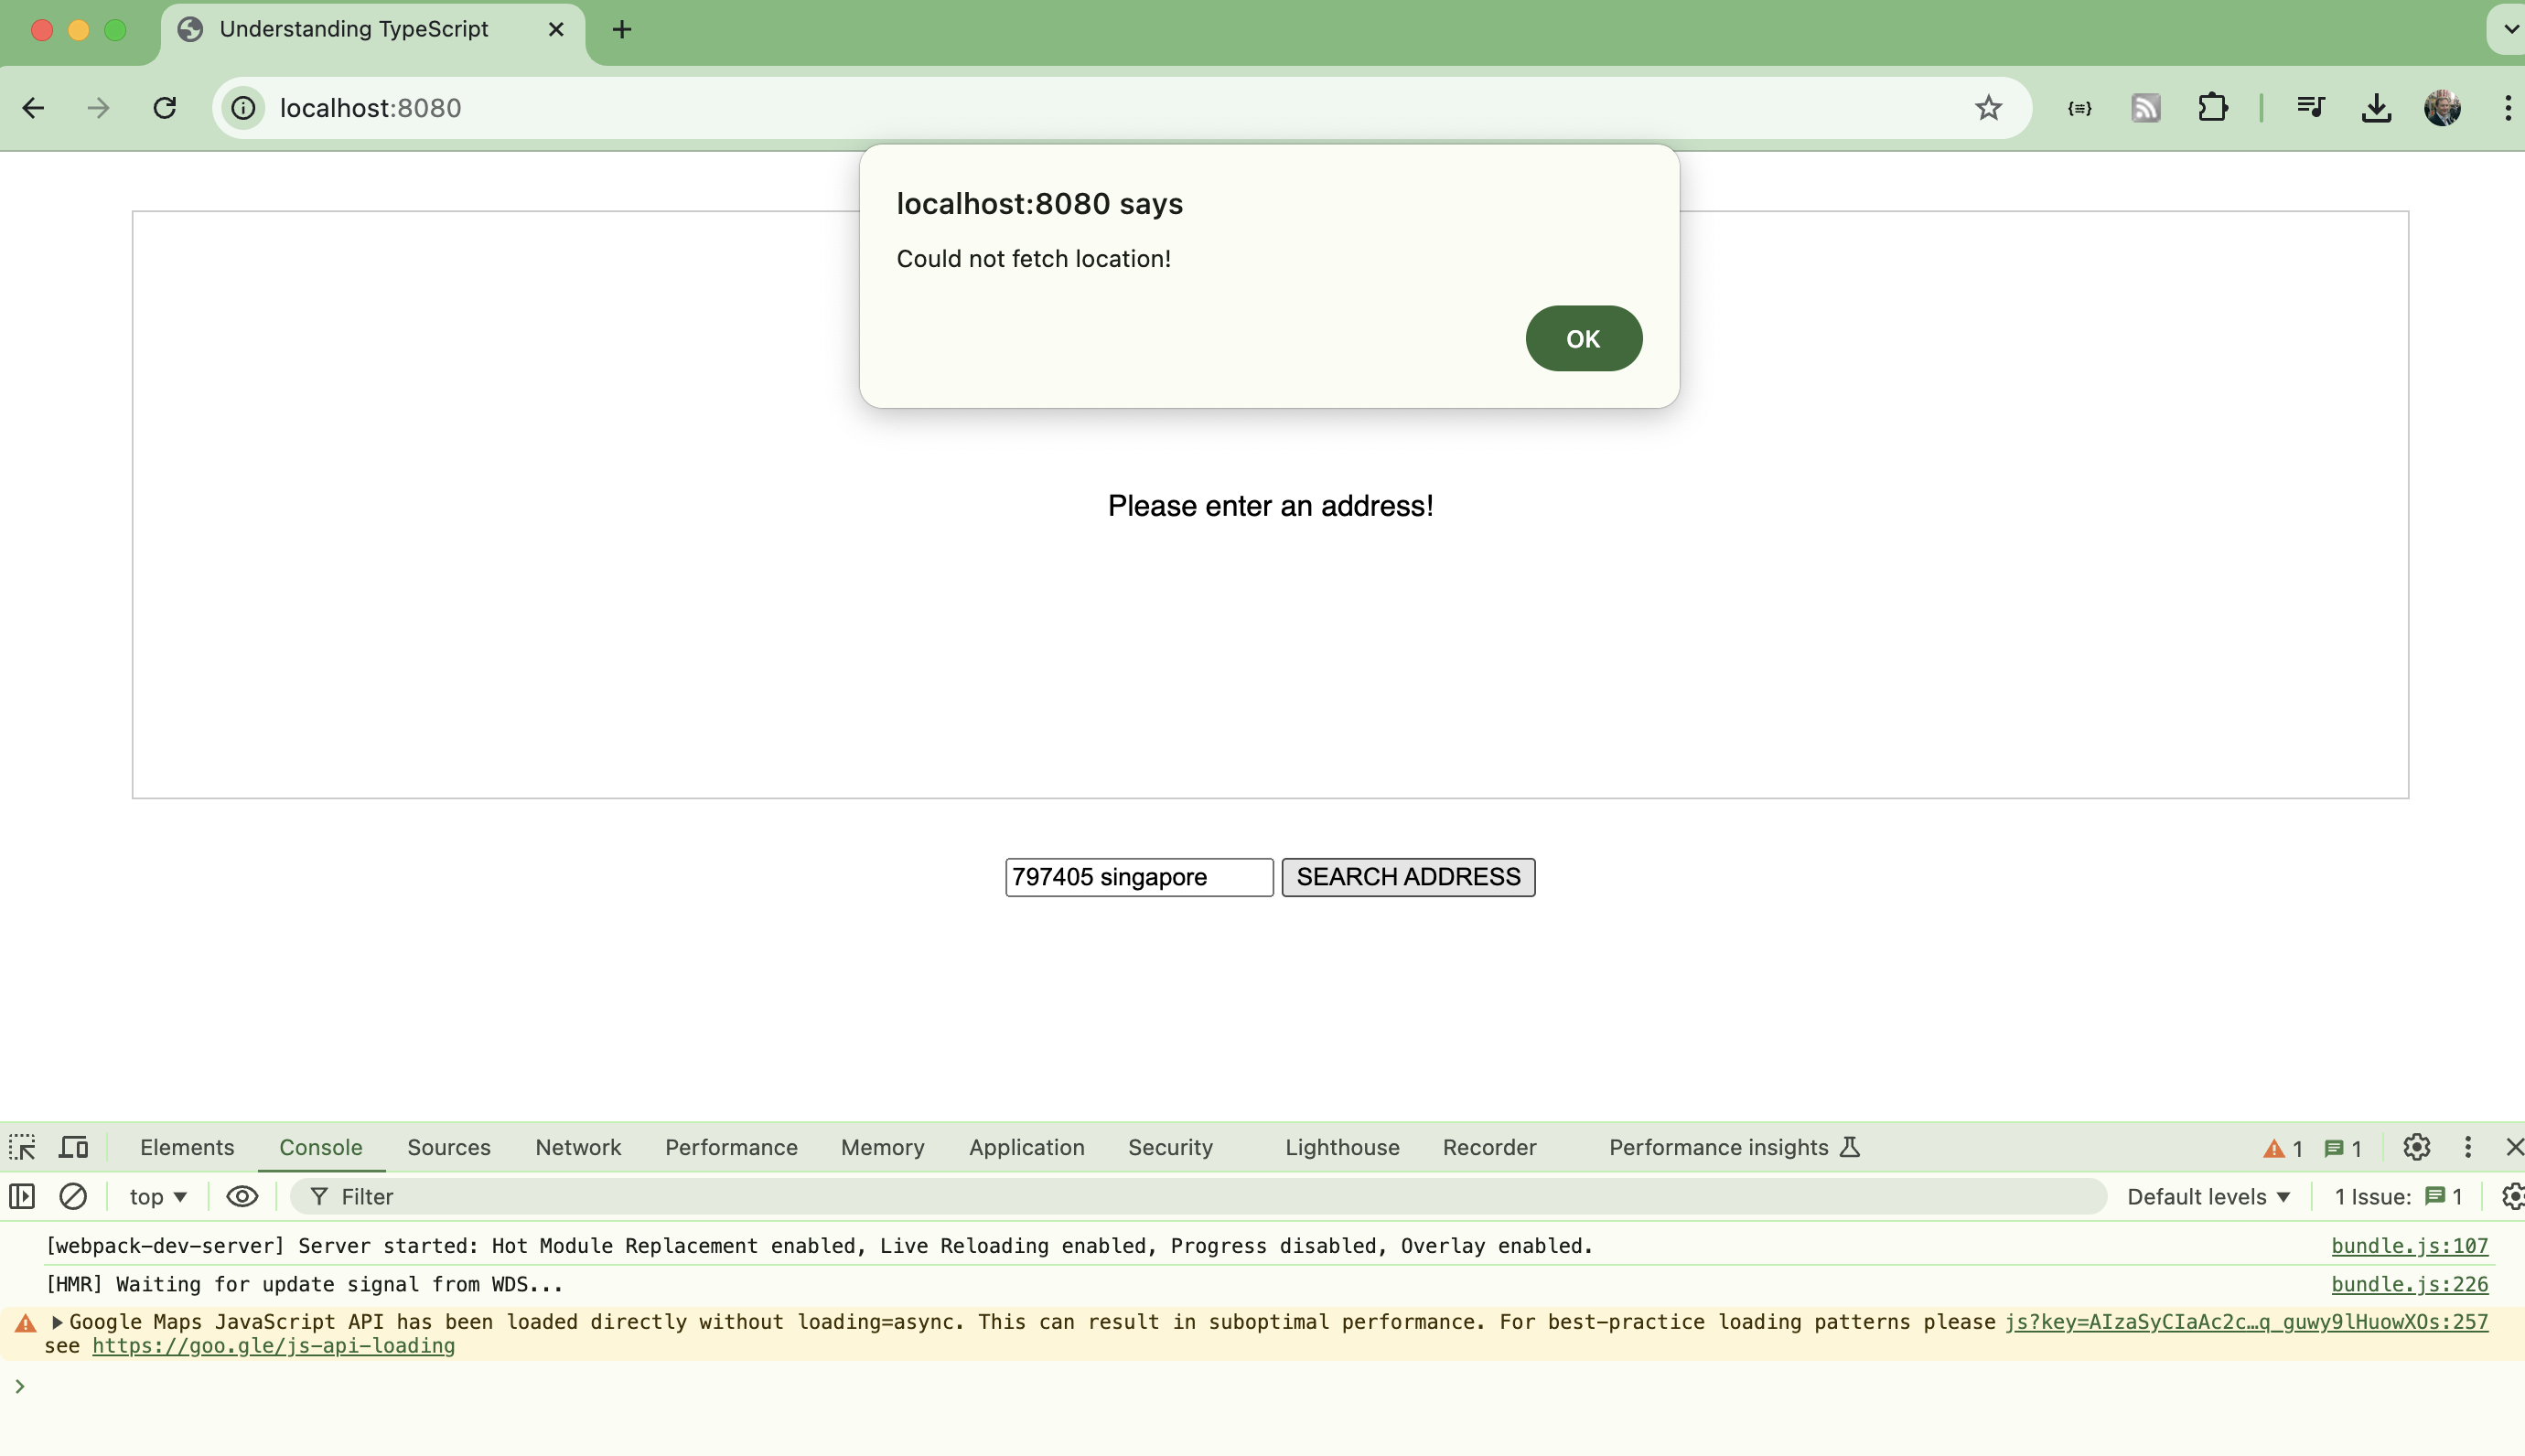 Understanding TypeScript
localhost:8080
localhost:8080 says
Could not fetch location!
OK
Please enter an address!
797405 singapore SEARCH ADDRESS
Elements Console Sources Network Performance Memory Application Security Lighthouse Recorder Performance insights 1 1
top Filter Default levels 1 Issue: 1
[webpack-dev-server] Server started: Hot Module Replacement enabled, Live Reloading enabled, Progress disabled, Overlay enabled. bundle.js:107
[HMR] Waiting for update signal from WDS... bundle.js:226
Google Maps JavaScript API has been loaded directly without loading=async. This can result in suboptimal performance. For best-practice loading patterns please js?key=AIzaSyCIaAc2c…q_guwy9lHuowXOs:257
see https://goo.gle/js-api-loading